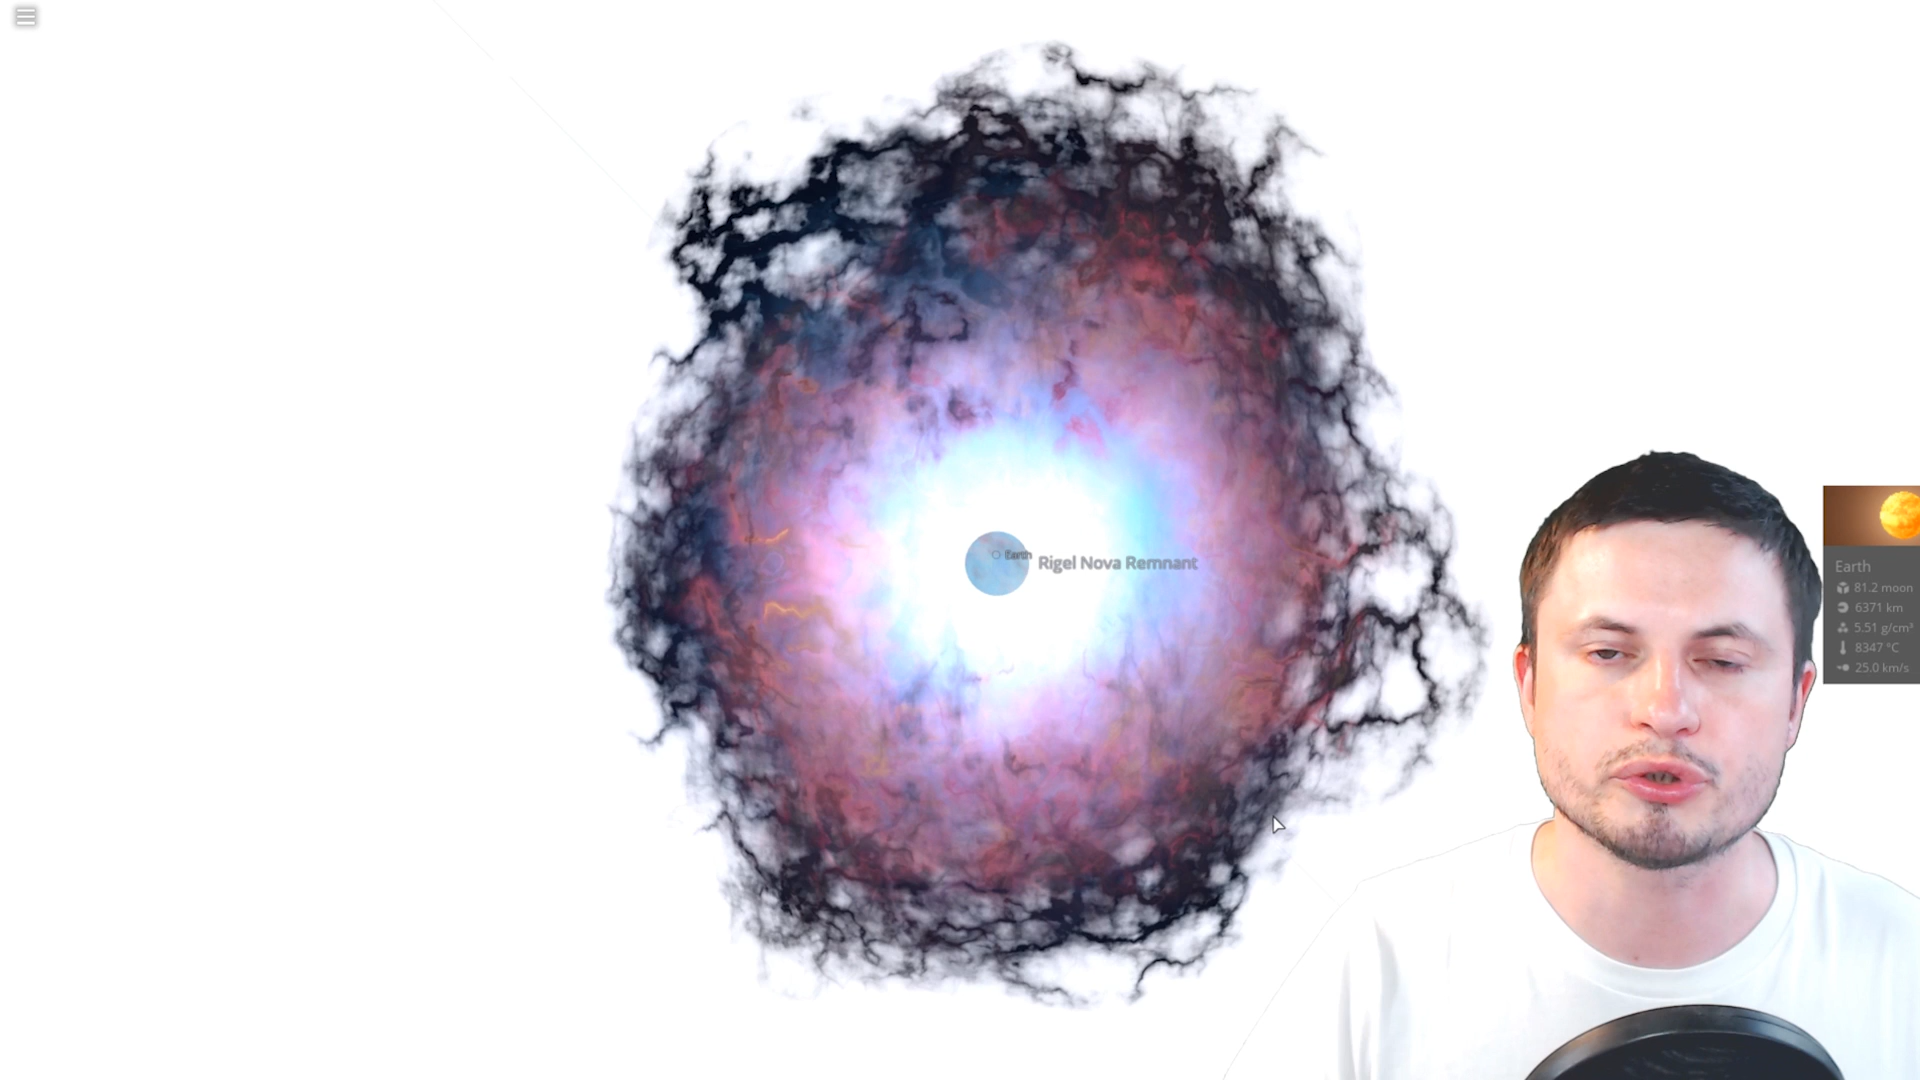 Earth
Rigel Nova Remnant
Earth
81.2 moon
6371 km
5.51 g/cm³
8347 °C
25.0 km/s